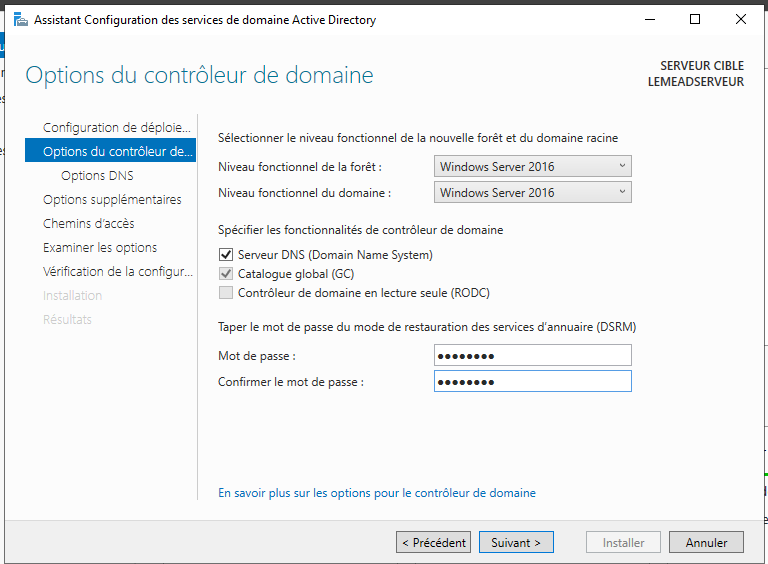 Assistant Configuration des services de domaine Active Directory
Options du contrôleur de domaine
SERVEUR CIBLE
LEMEADSERVEUR
Configuration de déploie...
Options du contrôleur de...
Options DNS
Options supplémentaires
Chemins d'accès
Examiner les options
Vérification de la configur...
Installation
Résultats
Sélectionner le niveau fonctionnel de la nouvelle forêt et du domaine racine
Niveau fonctionnel de la forêt : Windows Server 2016
Niveau fonctionnel du domaine : Windows Server 2016
Spécifier les fonctionnalités de contrôleur de domaine
Serveur DNS (Domain Name System)
Catalogue global (GC)
Contrôleur de domaine en lecture seule (RODC)
Taper le mot de passe du mode de restauration des services d'annuaire (DSRM)
Mot de passe : ●●●●●●●●
Confirmer le mot de passe : ●●●●●●●●
En savoir plus sur les options pour le contrôleur de domaine
< Précédent Suivant > Installer Annuler